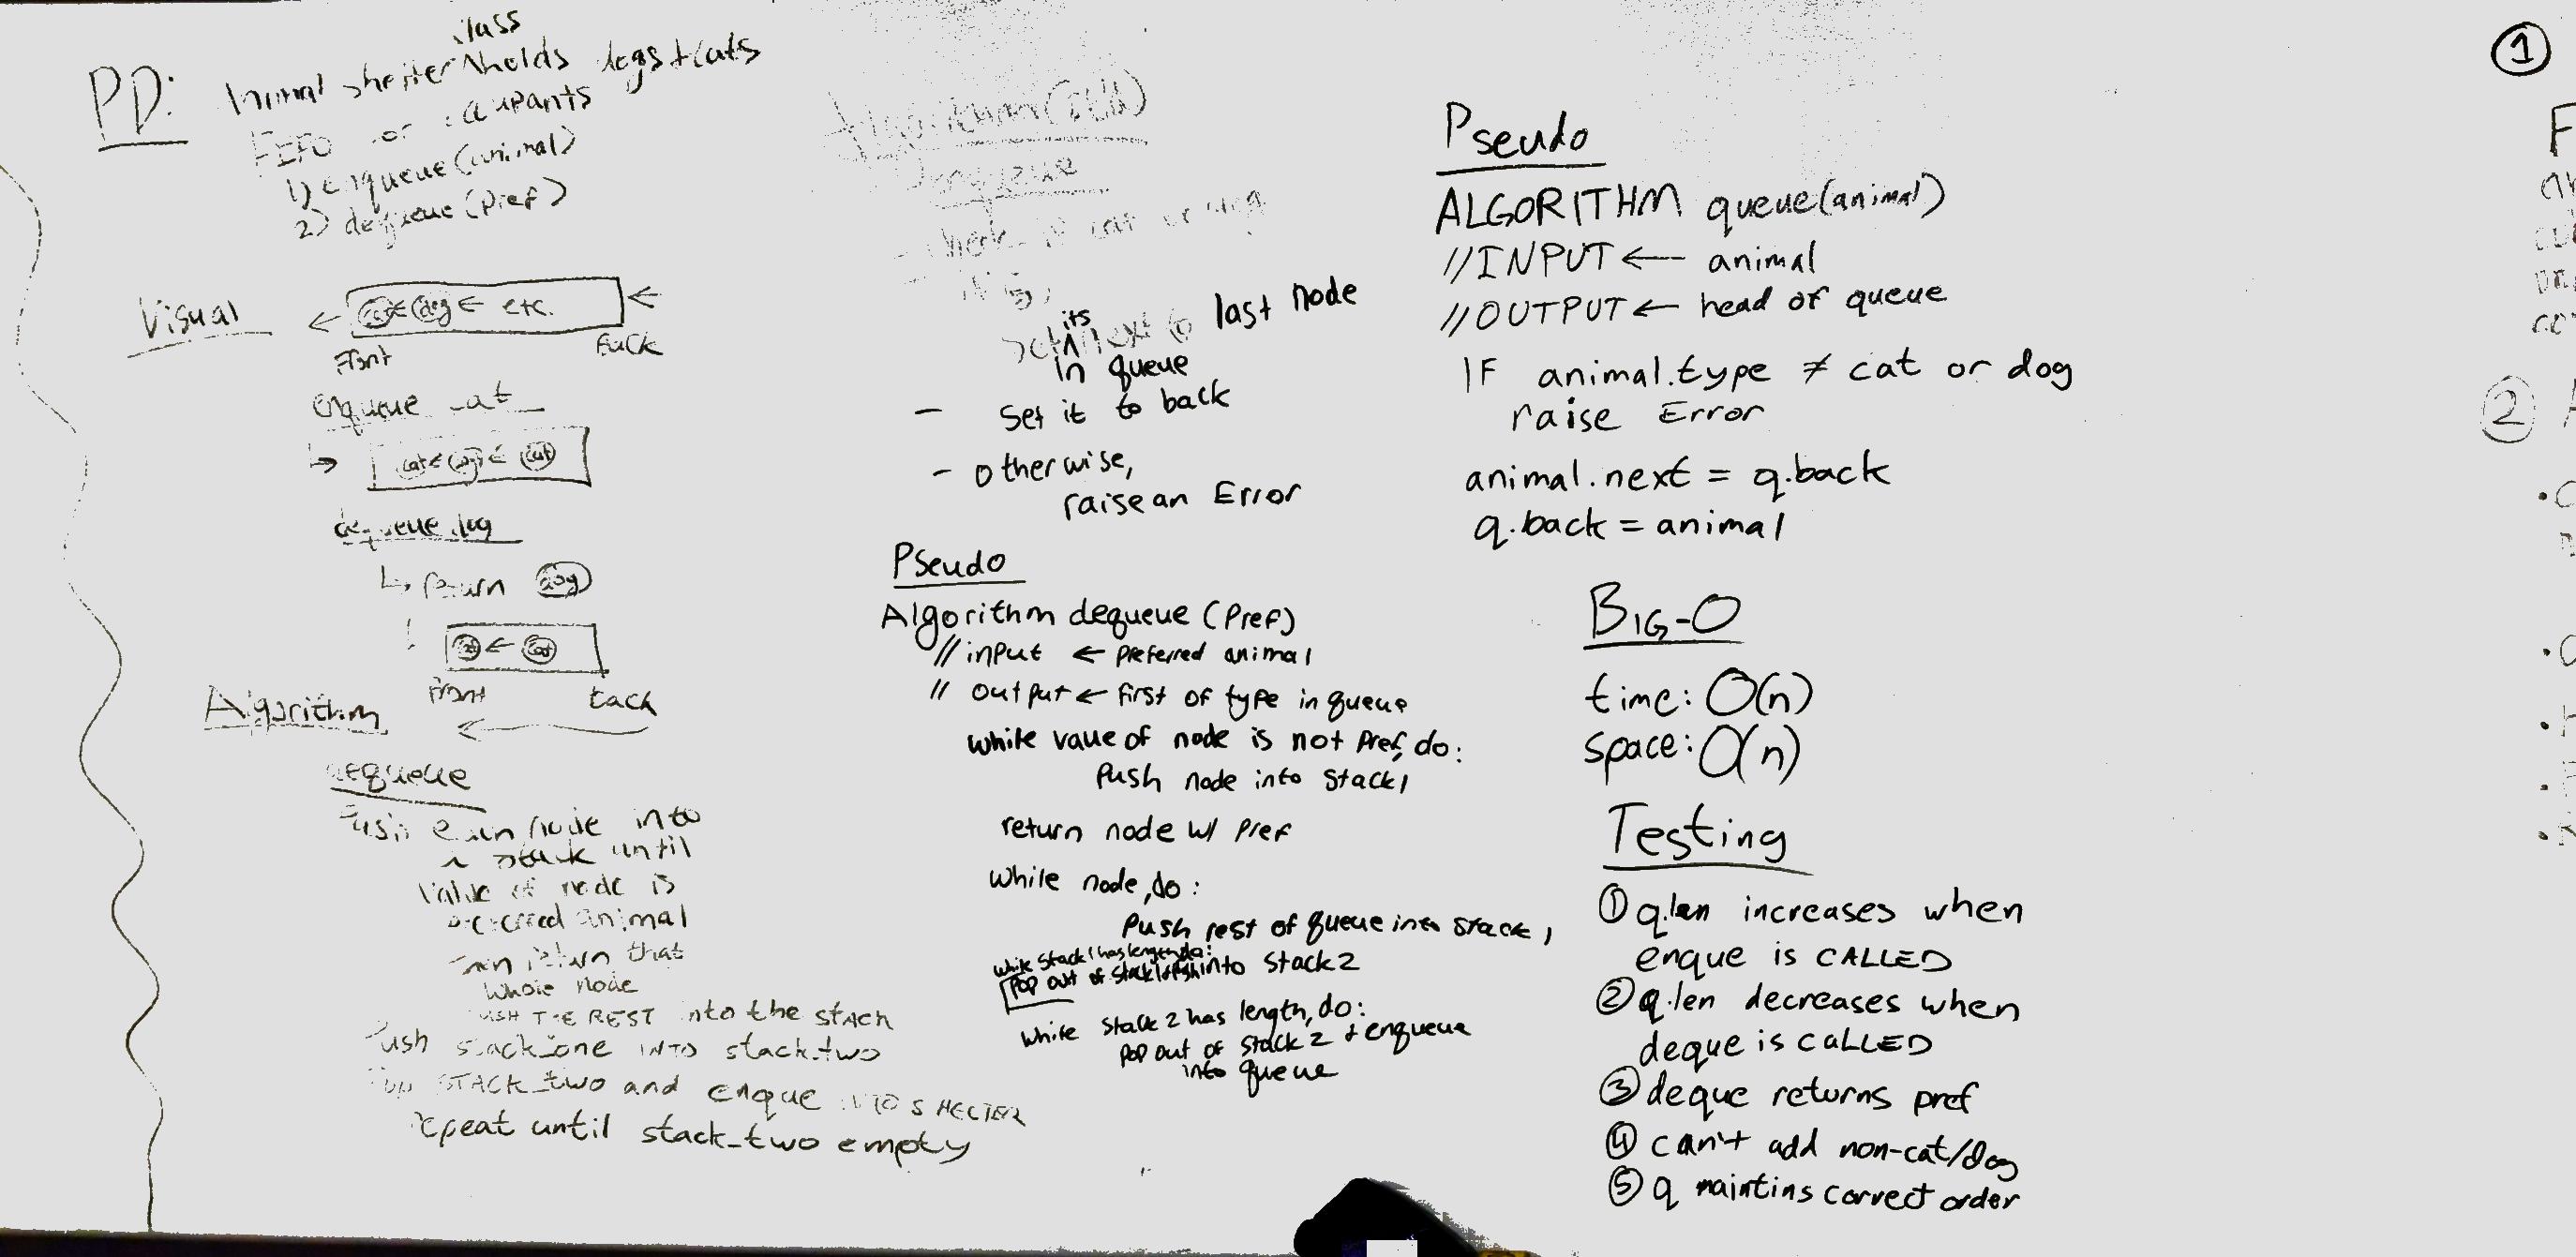 PD:
class
Animal shelter ^holds dogs + cats
FIFO for occupants
1) enqueue(animal)
2) dequeue(pref)
Visual
← cat ← dog ← etc. ←
Front back
enqueue cat
↳ cat ← dog ← cat
dequeue dog
↳ return dog
cat ← cat
Front back
←
Algorithm
dequeue
Push each node into
a stack until
value of node is
preferred animal
then return that
whole node
PUSH THE REST into the stack
Push stack_one INTO stack_two
Pop STACK_two and enque INTO SHELTER
repeat until stack_two empty
Algorithm
Enqueue
- check if cat or dog
its
set ^ next to last node
in queue
- Set it to back
- otherwise,
raise an Error
Pseudo
Algorithm dequeue (Pref)
// input ← preferred animal
// output ← first of type in queue
while value of node is not Pref, do:
Push node into Stack1
return node w/ Pref
while node, do:
Push rest of queue into stack1
while Stack1 has length, do:
Pop out of stack1 + Push into stack2
while stack2 has length, do:
Pop out of stack2 + enqueue
into queue
Pseudo
ALGORITHM queue(animal)
//INPUT ← animal
//OUTPUT ← head of queue
IF animal.type ≠ cat or dog
raise Error
animal.next = q.back
q.back = animal
BIG-O
time: O(n)
space: O(n)
Testing
① q.len increases when
enque is CALLED
② q.len decreases when
deque is CALLED
③ deque returns pref
④ can't add non-cat/dog
⑤ q maintins correct order
①
②